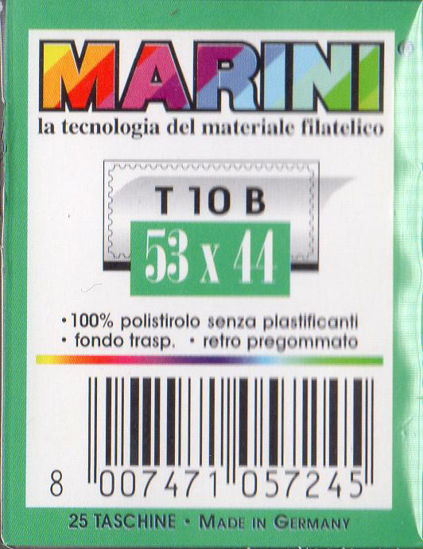 MARINI
la tecnologia del materiale filatelico
T 10 B
53 x 44
• 100% polistirolo senza plastificanti
• fondo trasp. • retro pregommato
8 007471 057245
25 TASCHINE • MADE IN GERMANY